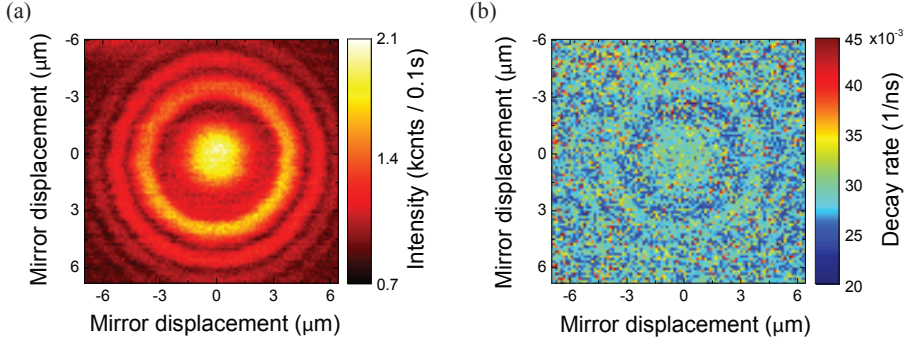 (a)
-6
-3
0
3
6
Mirror displacement (μm)
-6 -3 0 3 6
Mirror displacement (μm)
2.1
1.4
0.7
Intensity (kcnts / 0.1s)
(b)
-6
-3
0
3
6
Mirror displacement (μm)
-6 -3 0 3 6
Mirror displacement (μm)
45 x10-3
40
35
30
25
20
Decay rate (1/ns)